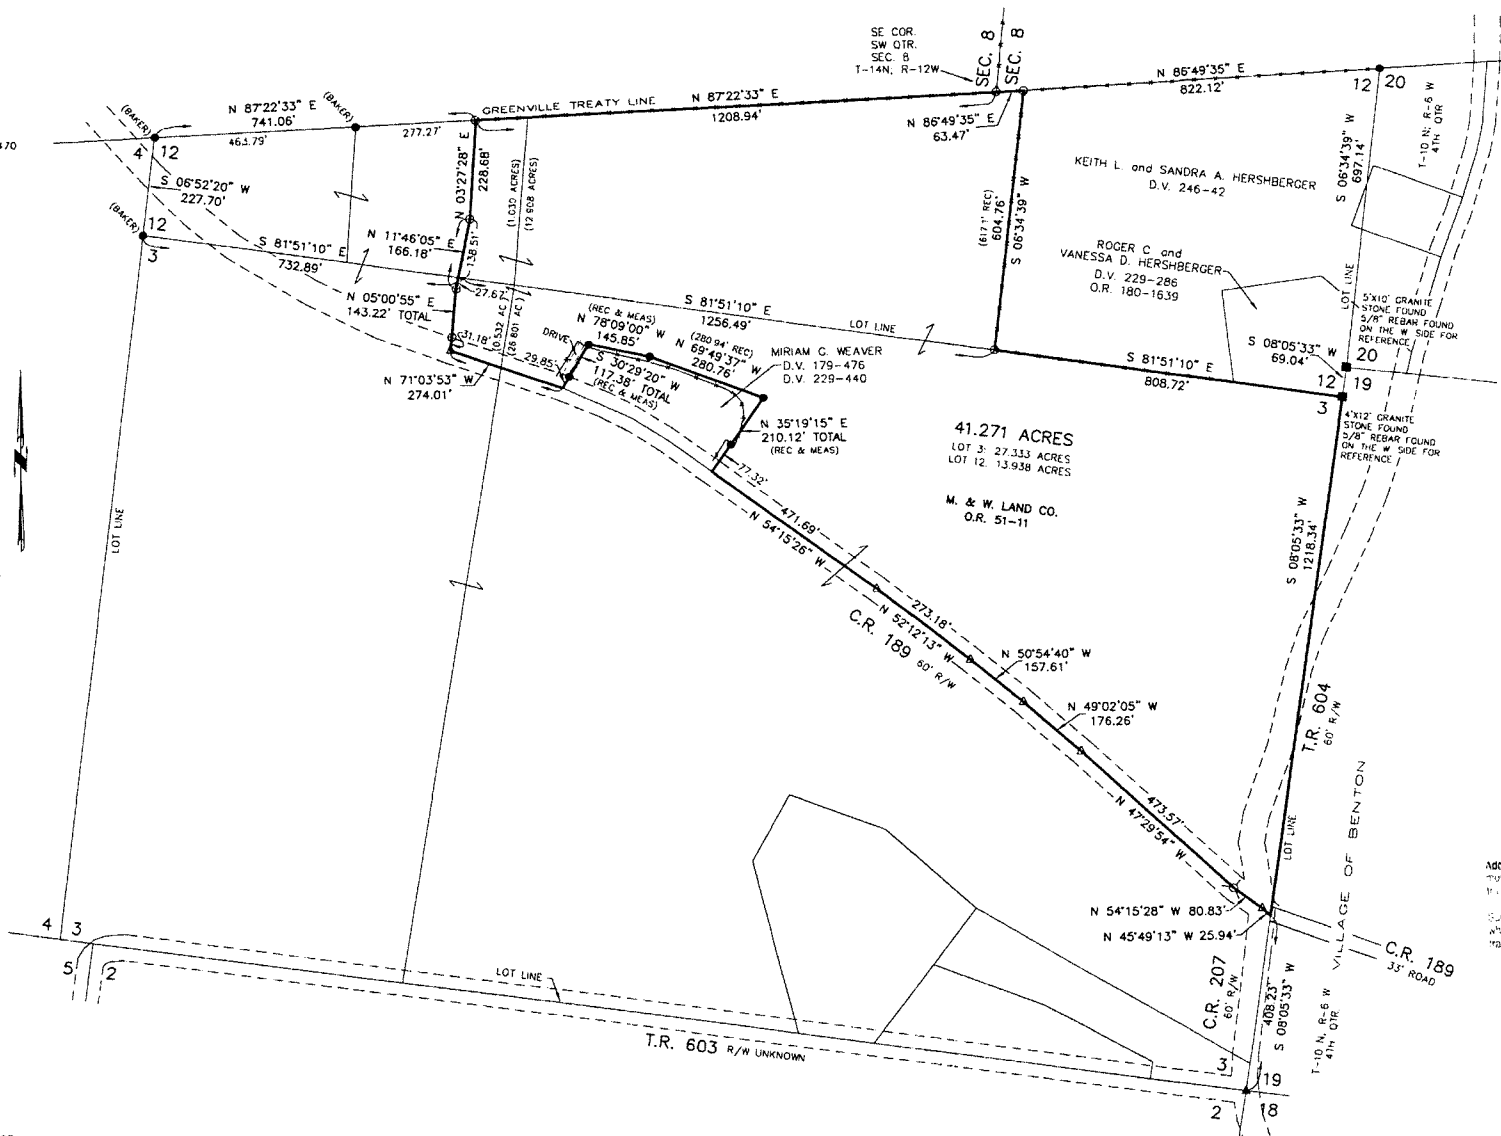 SE COR.
SW QTR.
SEC. 8
T-14N; R-12W
SEC. 8
SEC. 8
N 86°49'35" E
822.12'
12
20
T-10 N; R-6 W
4TH QTR
(BAKER)
N 87°22'33" E
741.06'
463.79'
(BAKER)
277.27'
GREENVILLE TREATY LINE
N 87°22'33" E
1208.94'
N 86°49'35" E
63.47'
470
4
12
S 06°52'20" W
227.70'
(BAKER)
12
3
N 03°27'28" E
228.68'
(1.030 ACRES)
(12.908 ACRES)
(617.1' REC)
604.76'
S 06°34'39" W
KEITH L. and SANDRA A. HERSHBERGER
D.V. 246-42
S 06°34'39" W
697.14'
S 81°51'10" E
732.89'
N 11°46'05" E
166.18'
138.51'
27.67'
N 05°00'55" E
143.22' TOTAL
31.18'
(0.532 AC.)
(26.801 AC.)
S 81°51'10" E
1256.49'
LOT LINE
ROGER C. and
VANESSA D. HERSHBERGER
D.V. 229-286
O.R. 180-1639
LOT LINE
5"X10" GRANITE
STONE FOUND
5/8" REBAR FOUND
ON THE W SIDE FOR
REFERENCE
S 08°05'33" W
69.04'
20
12
19
3
S 81°51'10" E
808.72'
4"X12" GRANITE
STONE FOUND
5/8" REBAR FOUND
ON THE W SIDE FOR
REFERENCE
DRIVE
(REC & MEAS)
N 78°09'00" W
145.85'
(280.94' REC)
N 69°49'37" W
280.76'
29.85'
S 30°29'20" W
117.38' TOTAL
(REC & MEAS)
N 71°03'53" W
274.01'
MIRIAM G. WEAVER
D.V. 179-476
D.V. 229-440
N 35°19'15" E
210.12' TOTAL
(REC & MEAS)
77.32'
41.271 ACRES
LOT 3: 27.333 ACRES
LOT 12: 13.938 ACRES
M. & W. LAND CO.
O.R. 51-11
LOT LINE
471.69'
N 54°15'26" W
S 08°05'33" W
1218.34'
273.18'
N 52°12'13" W
C.R. 189 60' R/W
N 50°54'40" W
157.61'
N 49°02'05" W
176.26'
T.R. 604
60' R/W
473.57'
N 47°29'54" W
LOT LINE
VILLAGE OF BENTON
N 54°15'28" W 80.83'
N 45°49'13" W 25.94'
C.R. 189
33' ROAD
4
3
5
2
LOT LINE
T.R. 603 R/W UNKNOWN
C.R. 207
60' R/W
408.23'
S 08°05'33" W
T-10 N, R-6 W
4TH QTR.
3
19
2
18
Add